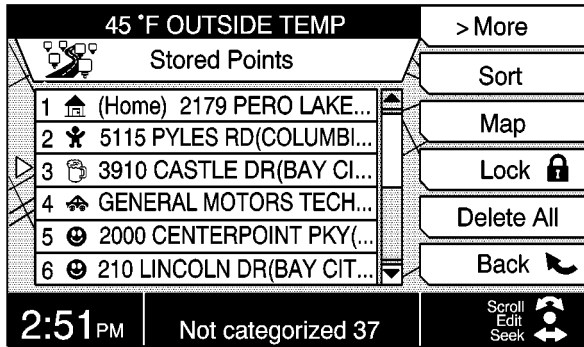 45 °F OUTSIDE TEMP
> More
Stored Points
Sort
1 (Home) 2179 PERO LAKE...
Map
2 5115 PYLES RD(COLUMBI...
3 3910 CASTLE DR(BAY CI...
Lock
4 GENERAL MOTORS TECH...
Delete All
5 2000 CENTERPOINT PKY(...
6 210 LINCOLN DR(BAY CIT...
Back
2:51 PM
Not categorized 37
Scroll
Edit
Seek